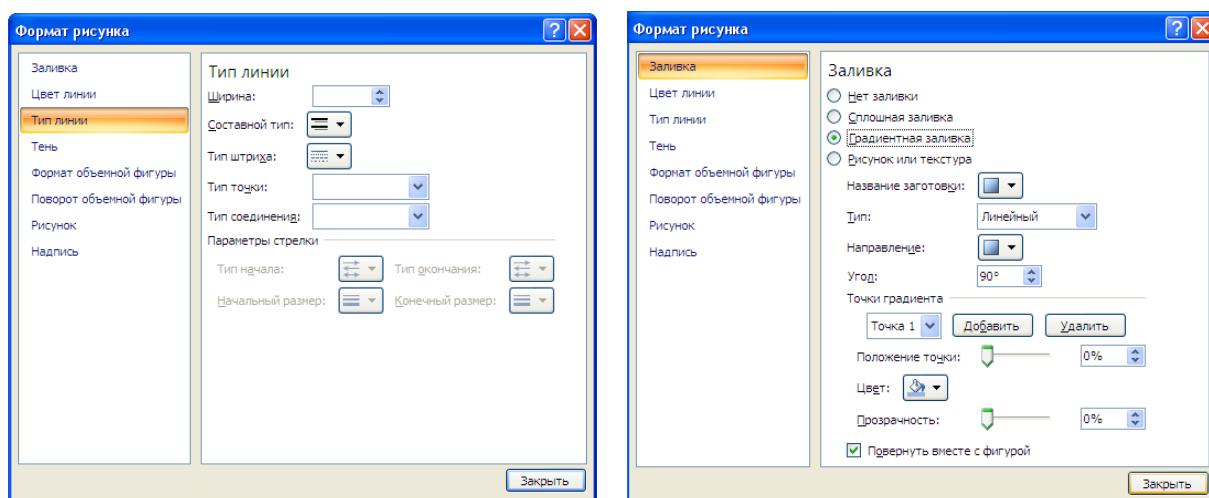 Формат рисунка
Заливка
Цвет линии
Тип линии
Тень
Формат объемной фигуры
Поворот объемной фигуры
Рисунок
Надпись
Тип линии
Ширина:
Составной тип:
Тип штриха:
Тип точки:
Тип соединения:
Параметры стрелки
Тип начала: Тип окончания:
Начальный размер: Конечный размер:
Закрыть
Формат рисунка
Заливка
Цвет линии
Тип линии
Тень
Формат объемной фигуры
Поворот объемной фигуры
Рисунок
Надпись
Заливка
Нет заливки
Сплошная заливка
Градиентная заливка
Рисунок или текстура
Название заготовки:
Тип: Линейный
Направление:
Угол: 90°
Точки градиента
Точка 1 Добавить Удалить
Положение точки: 0%
Цвет:
Прозрачность: 0%
Повернуть вместе с фигурой
Закрыть